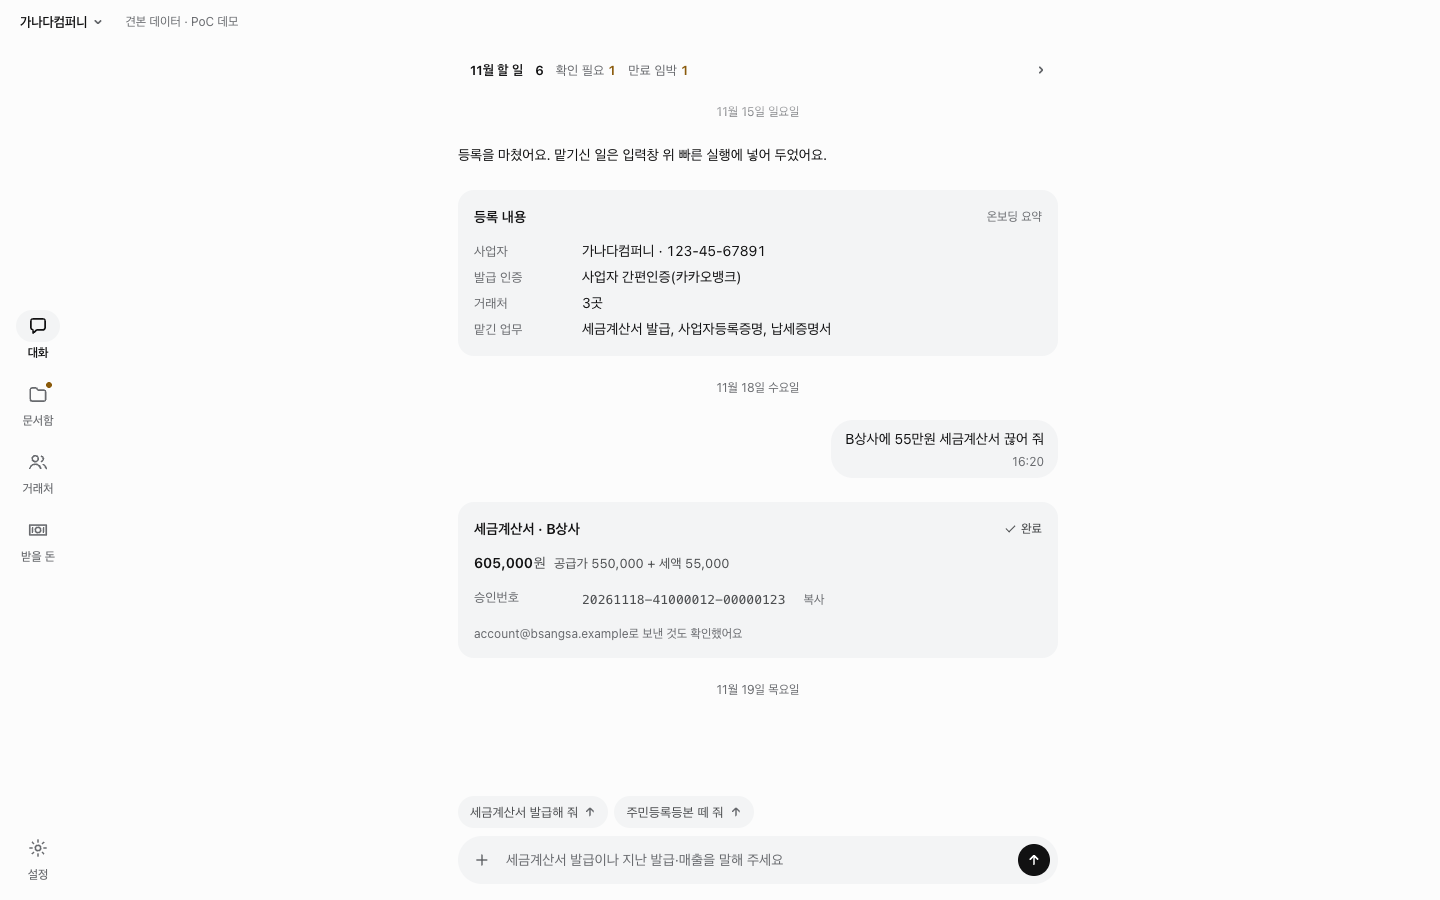 가나다컴퍼니 견본 데이터 · PoC 데모
11월 할 일 6 확인 필요 1 만료 임박 1
11월 15일 일요일
등록을 마쳤어요. 맡기신 일은 입력창 위 빠른 실행에 넣어 두었어요.
등록 내용 온보딩 요약
사업자 가나다컴퍼니 · 123-45-67891
발급 인증 사업자 간편인증(카카오뱅크)
거래처 3곳
맡긴 업무 세금계산서 발급, 사업자등록증명, 납세증명서
11월 18일 수요일
B상사에 55만원 세금계산서 끊어 줘
16:20
세금계산서 · B상사 완료
605,000원 공급가 550,000 + 세액 55,000
승인번호 20261118-41000012-00000123 복사
account@bsangsa.example로 보낸 것도 확인했어요
11월 19일 목요일
세금계산서 발급해 줘 주민등록등본 떼 줘
세금계산서 발급이나 지난 발급·매출을 말해 주세요
대화
문서함
거래처
받을 돈
설정